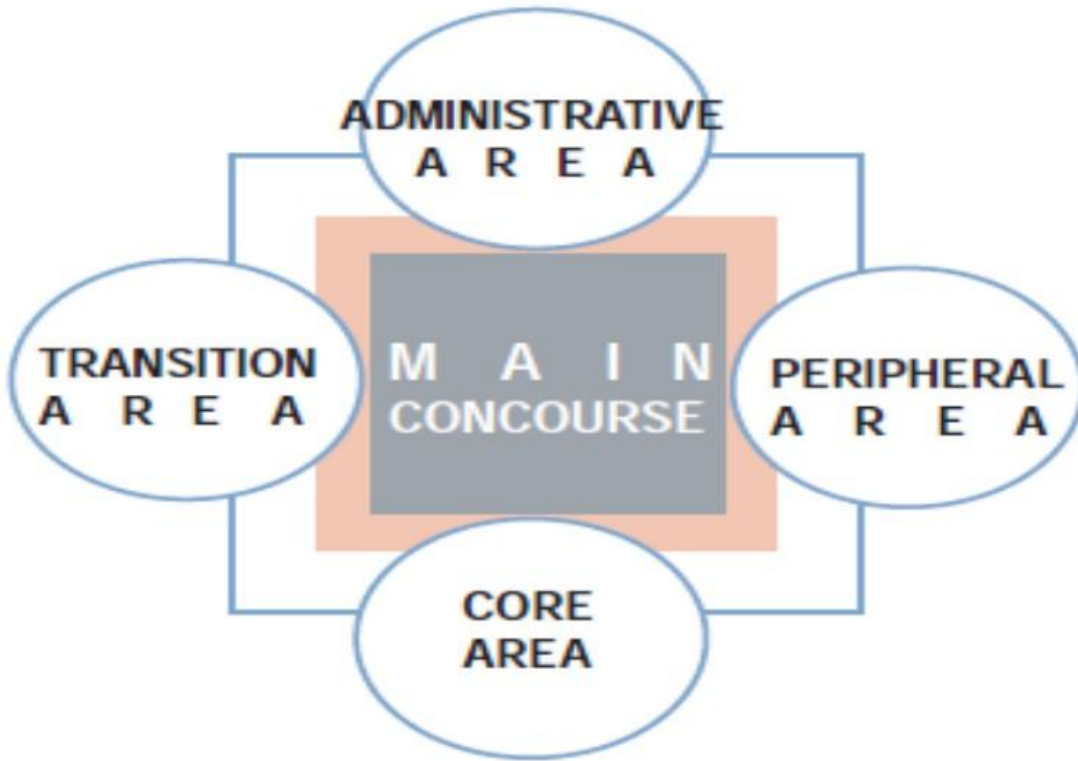 ADMINISTRATIVE
A R E A
TRANSITION
A R E A
M A I N
CONCOURSE
PERIPHERAL
A R E A
CORE
AREA